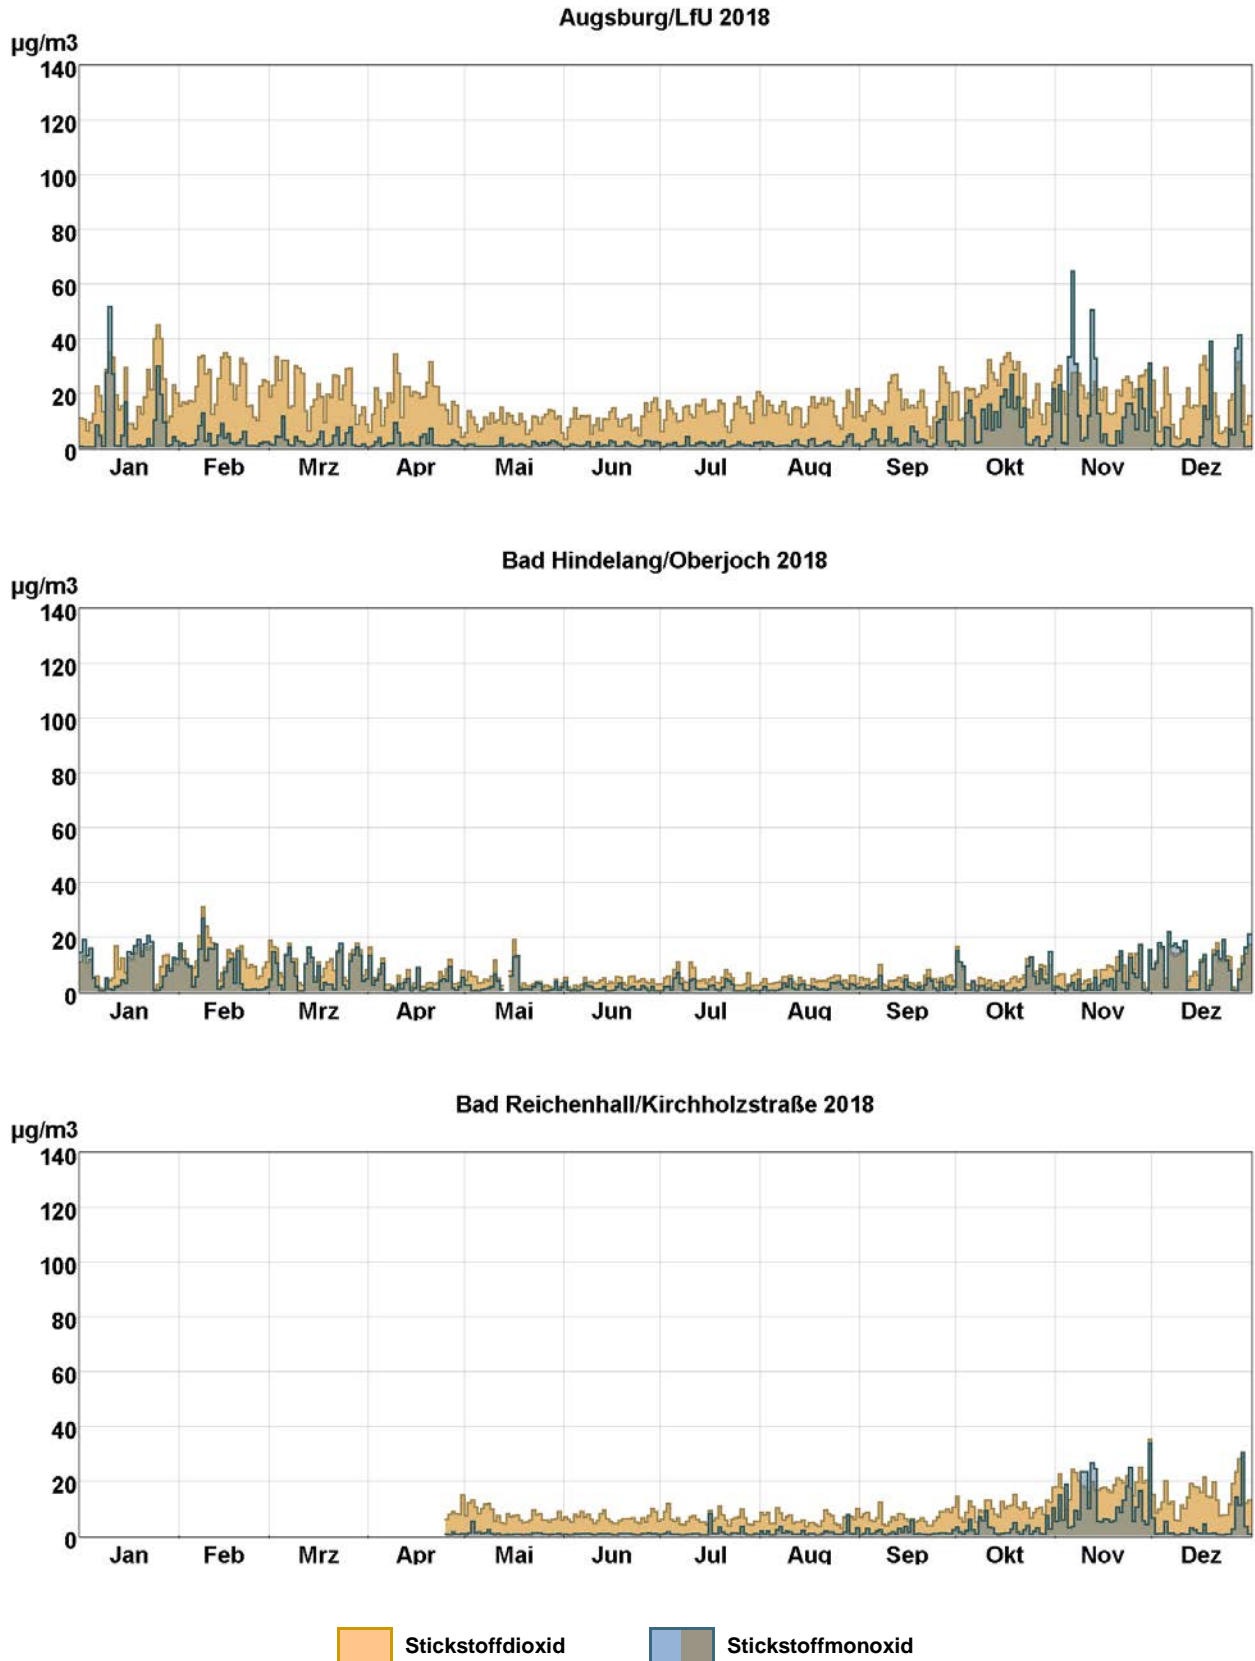 Augsburg/LfU 2018
µg/m3
140
120
100
80
60
40
20
0
Jan Feb Mrz Apr Mai Jun Jul Aug Sep Okt Nov Dez
Bad Hindelang/Oberjoch 2018
µg/m3
140
120
100
80
60
40
20
0
Jan Feb Mrz Apr Mai Jun Jul Aug Sep Okt Nov Dez
Bad Reichenhall/Kirchholzstraße 2018
µg/m3
140
120
100
80
60
40
20
0
Jan Feb Mrz Apr Mai Jun Jul Aug Sep Okt Nov Dez
Stickstoffdioxid Stickstoffmonoxid